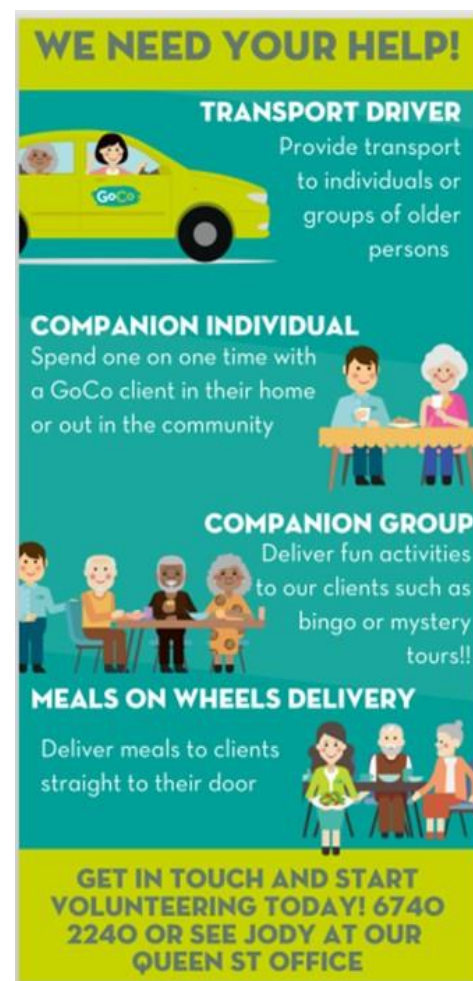 WE NEED YOUR HELP!
TRANSPORT DRIVER
Provide transport
to individuals or
groups of older
persons
GoCo
COMPANION INDIVIDUAL
Spend one on one time with
a GoCo client in their home
or out in the community
COMPANION GROUP
Deliver fun activities
to our clients such as
bingo or mystery
tours!!
MEALS ON WHEELS DELIVERY
Deliver meals to clients
straight to their door
GET IN TOUCH AND START
VOLUNTEERING TODAY! 6740
2240 OR SEE JODY AT OUR
QUEEN ST OFFICE